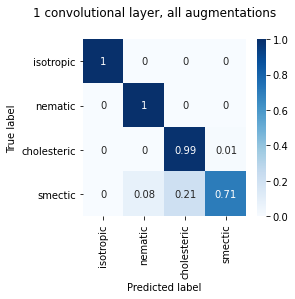 1 convolutional layer, all augmentations
True label
isotropic 1 0 0 0
nematic 0 1 0 0
cholesteric 0 0 0.99 0.01
smectic 0 0.08 0.21 0.71
isotropic nematic cholesteric smectic
Predicted label
1.0
0.8
0.6
0.4
0.2
0.0